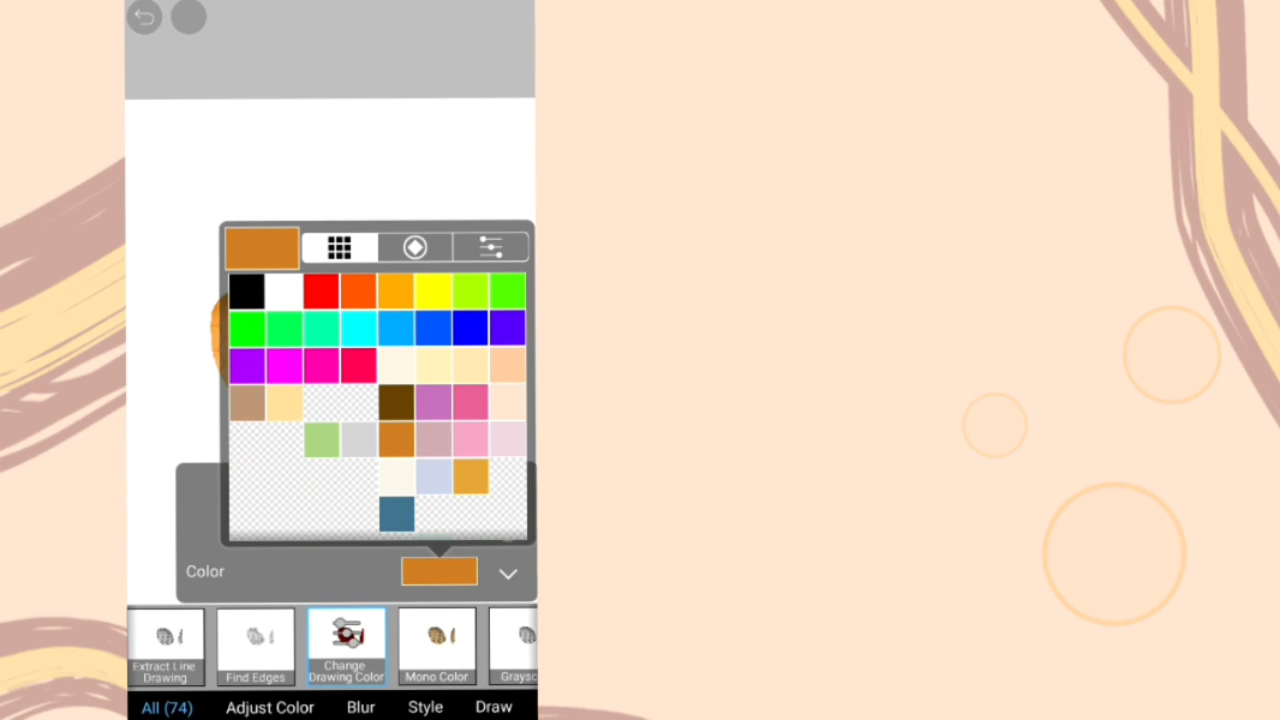 Color
Extract Line
Drawing
Find Edges
Change
Drawing Color
Mono Color
Graysc
All (74)
Adjust Color
Blur
Style
Draw